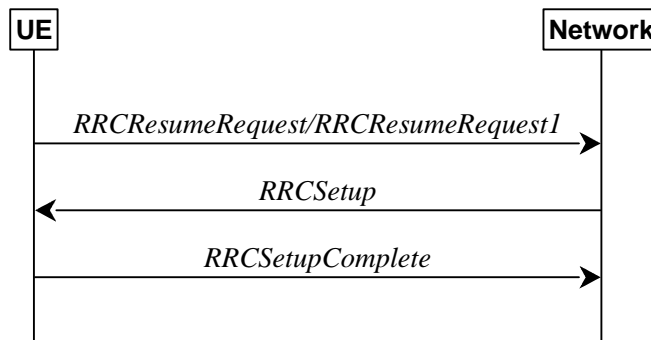 UE
Network
RRCResumeRequest/RRCResumeRequest1
RRCSetup
RRCSetupComplete